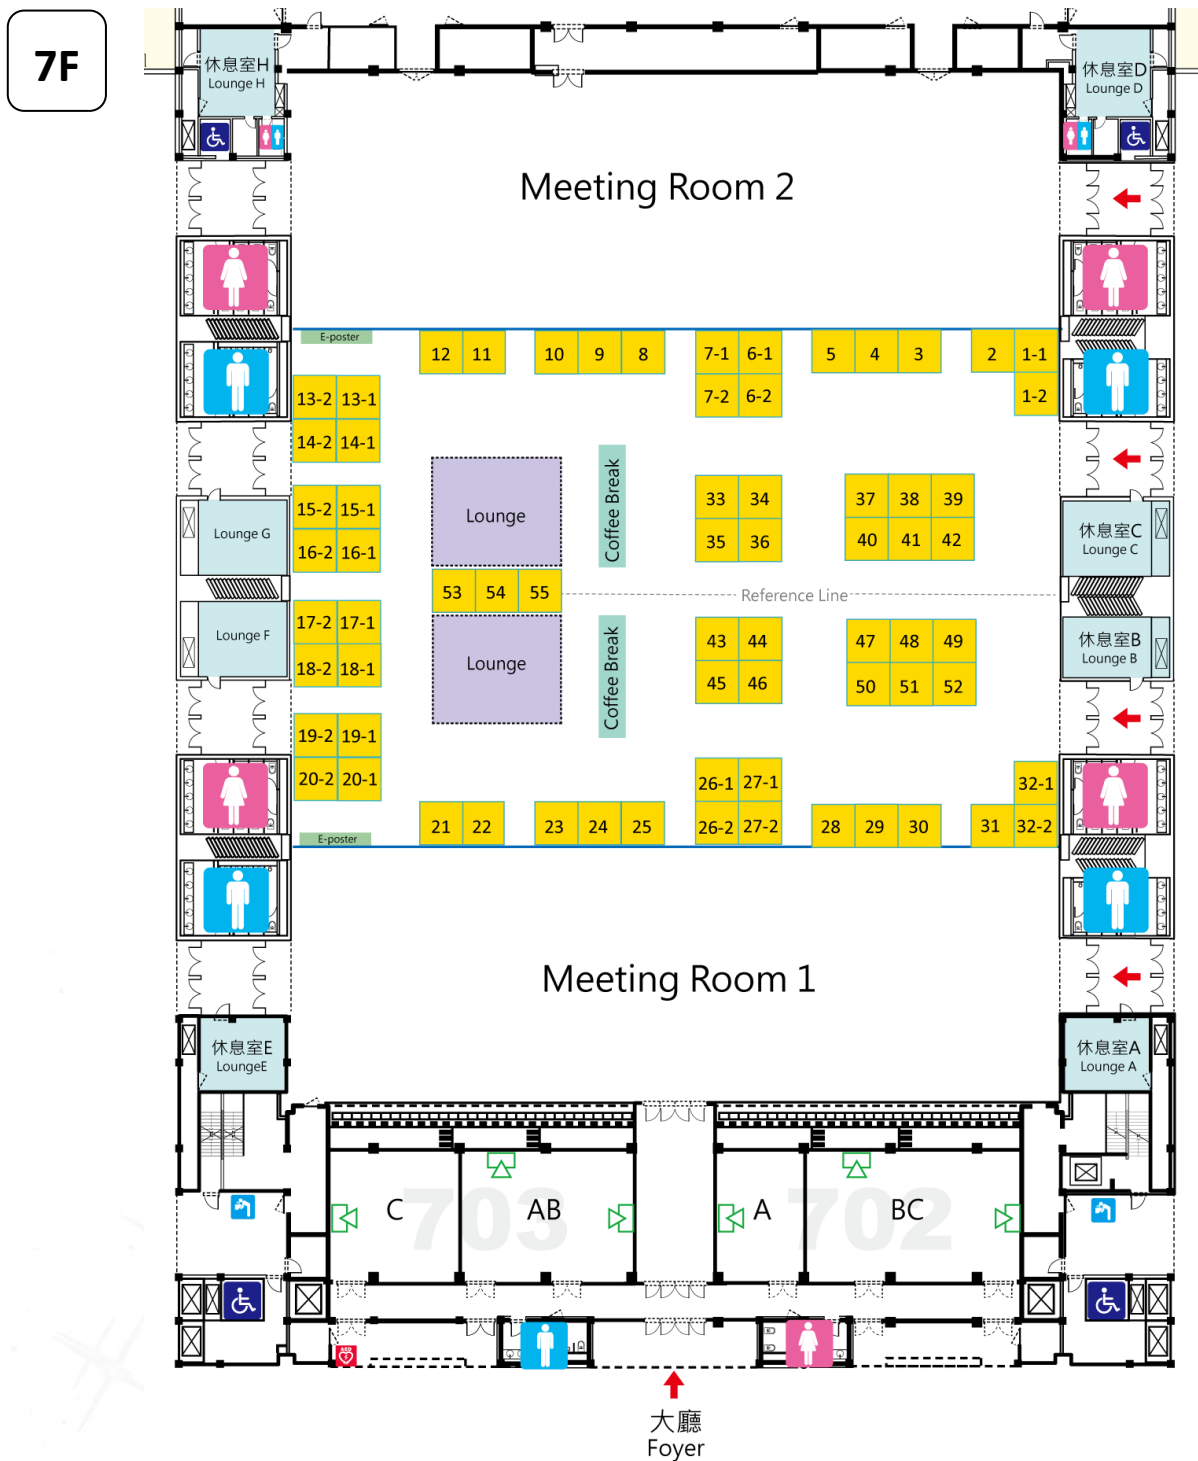 7F
休息室H
Lounge H
休息室D
Lounge D
Meeting Room 2
E-poster
12 11 10 9 8 7-1 6-1 5 4 3 2 1-1
7-2 6-2 1-2
13-2 13-1
14-2 14-1
15-2 15-1
16-2 16-1
Lounge G
Lounge
Coffee Break
33 34 37 38 39
35 36 40 41 42
休息室C
Lounge C
53 54 55
Reference Line
17-2 17-1
18-2 18-1
Lounge F
Lounge
Coffee Break
43 44 47 48 49
45 46 50 51 52
休息室B
Lounge B
19-2 19-1
20-2 20-1
26-1 27-1 32-1
21 22 23 24 25 26-2 27-2 28 29 30 31 32-2
E-poster
Meeting Room 1
休息室E
LoungeE
休息室A
Lounge A
703
C AB
702
A BC
AED
大廳
Foyer